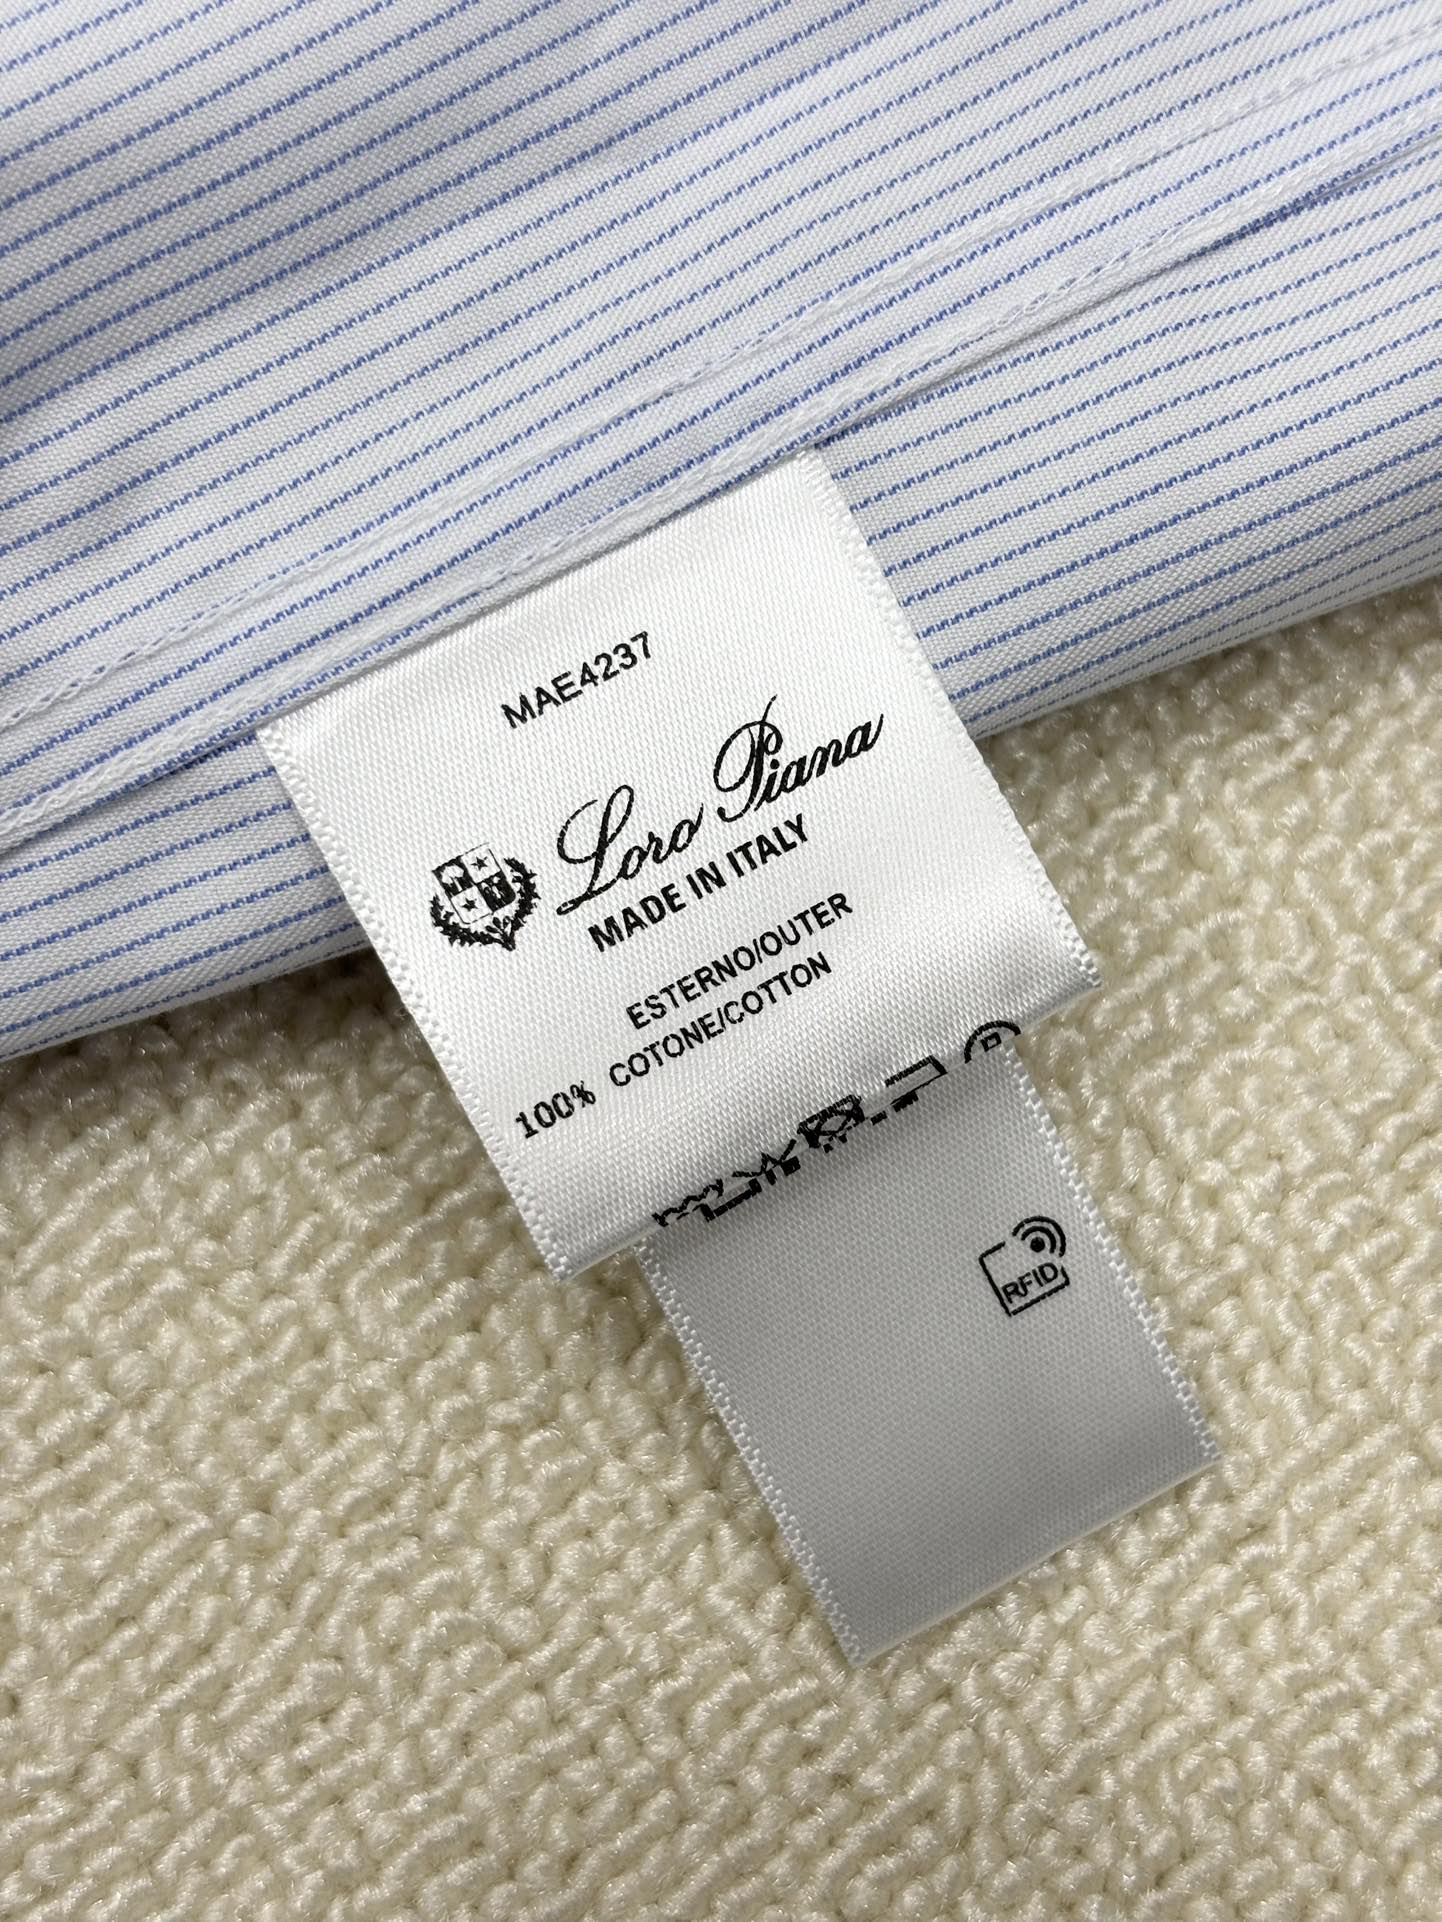 MAE4237
Loro Piana
MADE IN ITALY
ESTERNO/OUTER
100% COTONE/COTTON
P
RFID